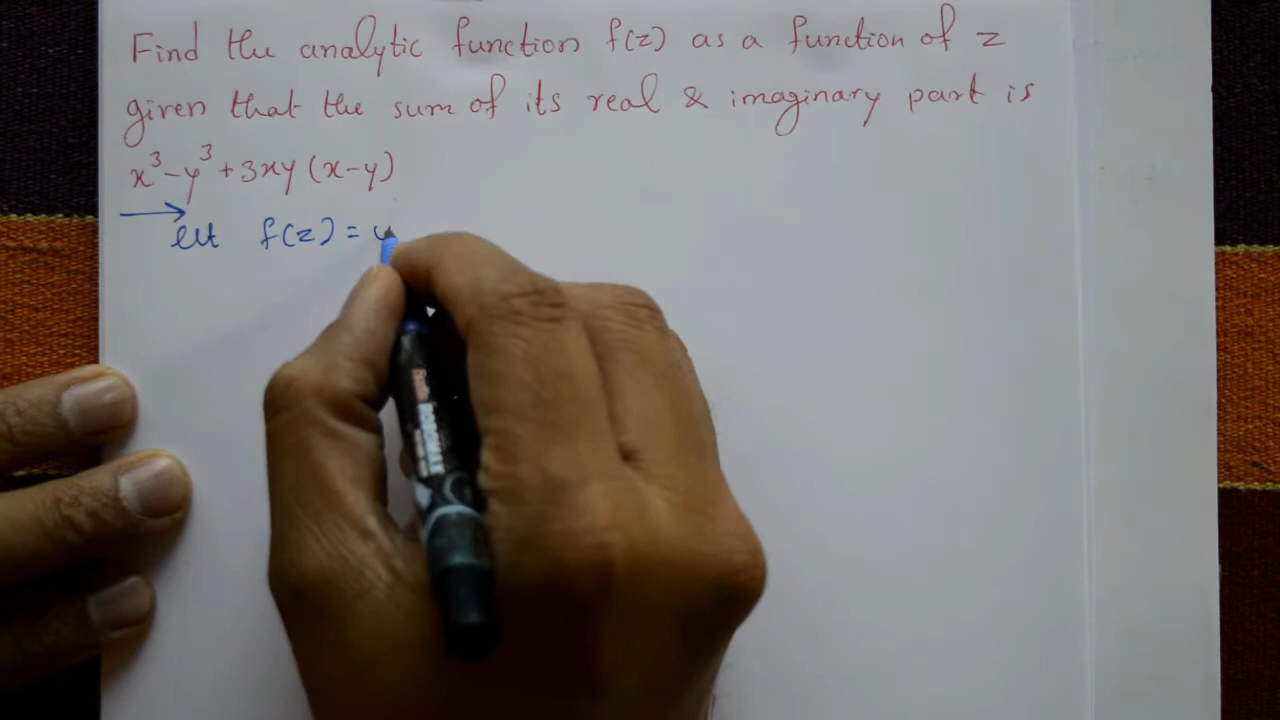 Find the analytic function f(z) as a function of z
given that the sum of its real & imaginary part is
x³-y³+3xy(x-y)
let f(z) = u